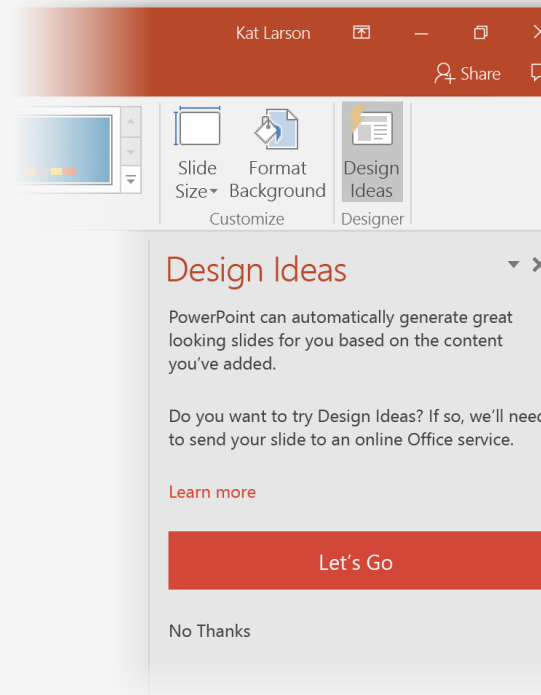 Kat Larson
Share
Slide Format Design
Size Background Ideas
Customize Designer
Design Ideas
PowerPoint can automatically generate great
looking slides for you based on the content
you’ve added.
Do you want to try Design Ideas? If so, we’ll need
to send your slide to an online Office service.
Learn more
Let’s Go
No Thanks